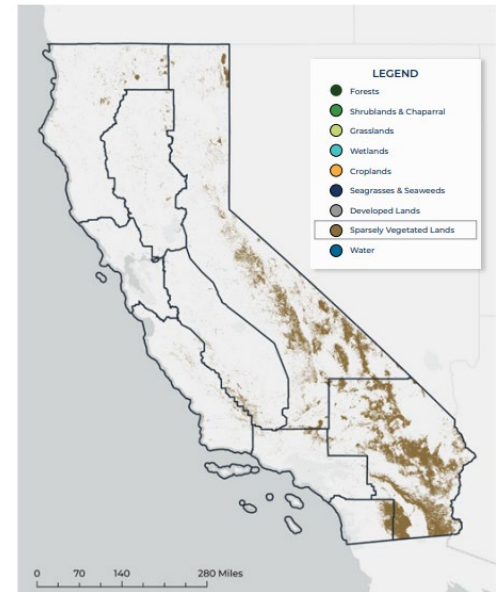 LEGEND
Forests
Shrublands & Chaparral
Grasslands
Wetlands
Croplands
Seagrasses & Seaweeds
Developed Lands
Sparsely Vegetated Lands
Water
0 70 140 280 Miles